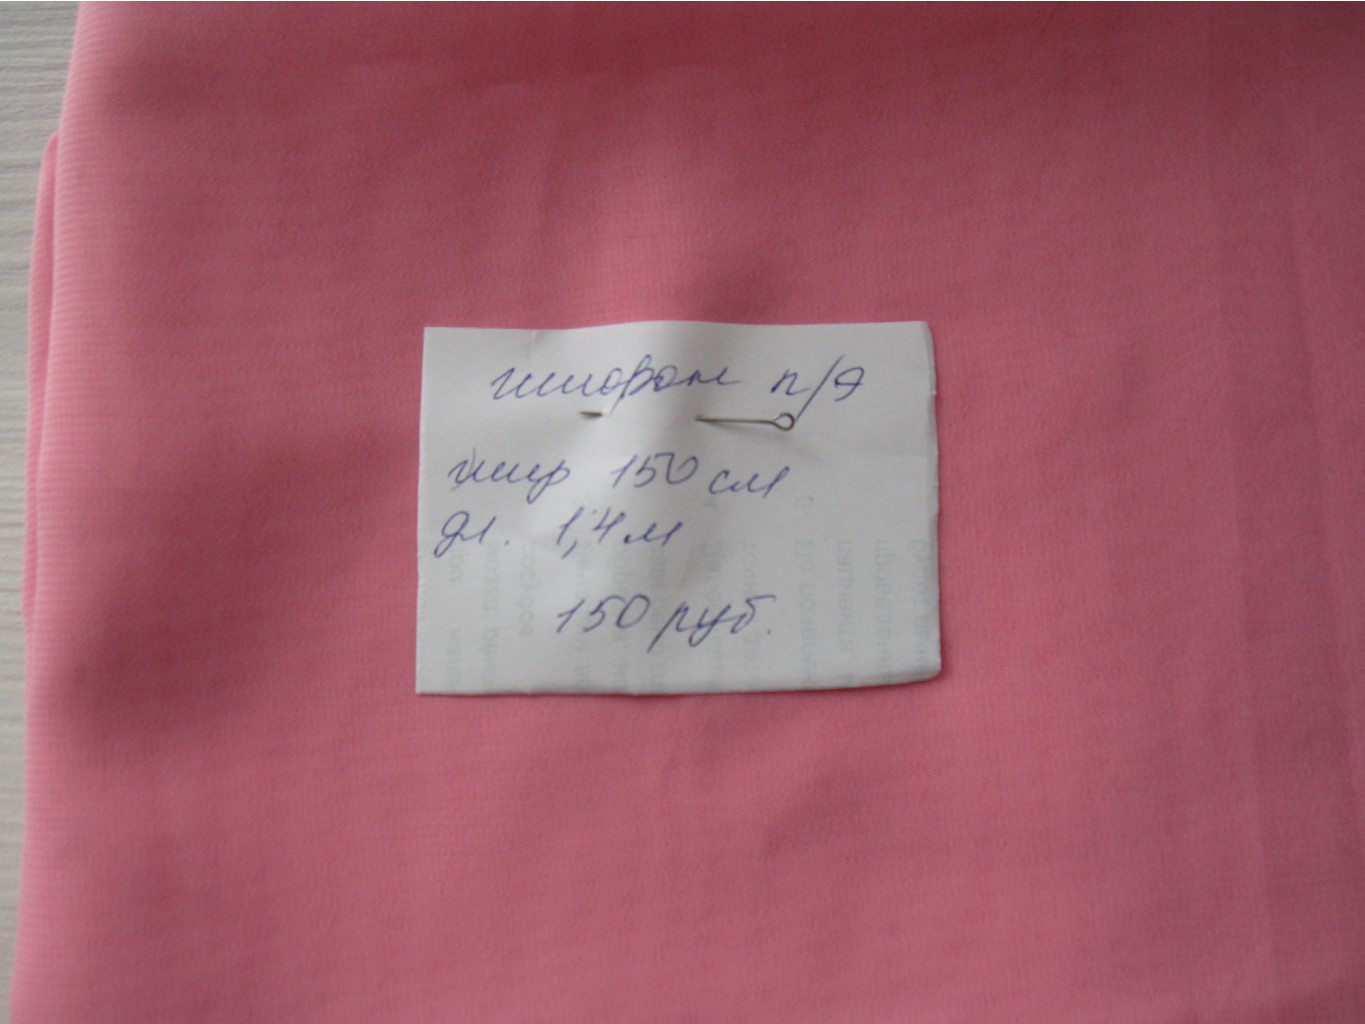 шифон п/э
шир 150 см
дл. 1,4 м
150 руб.